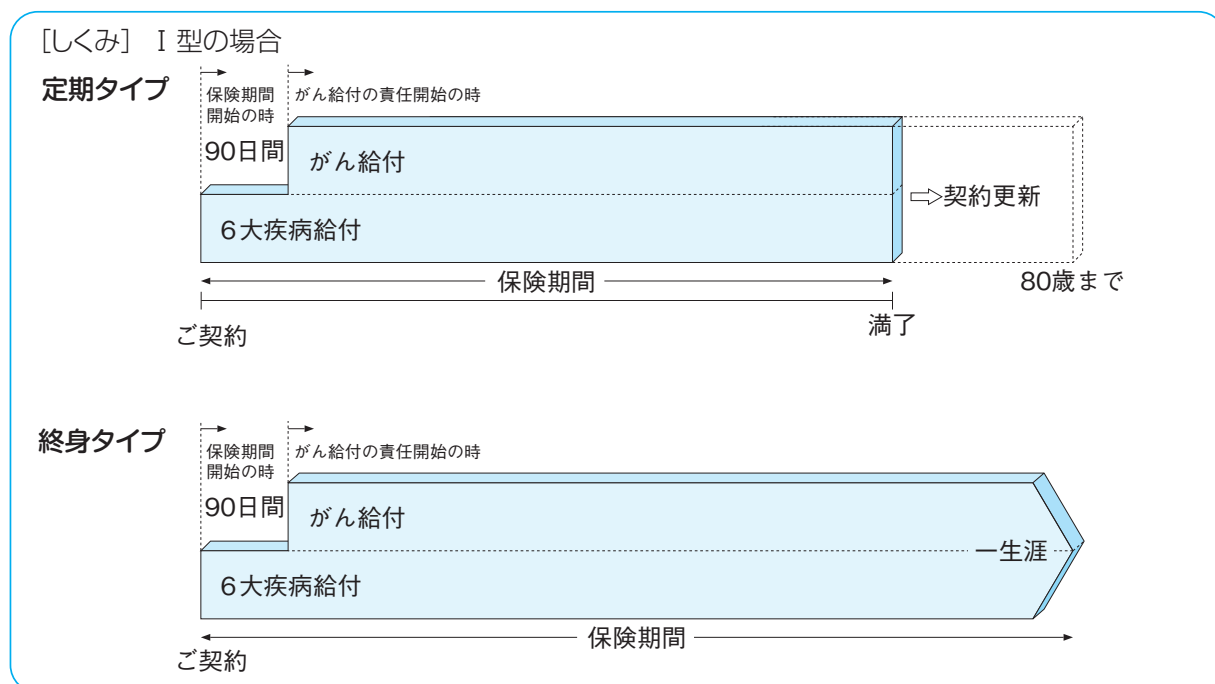 [しくみ] Ⅰ型の場合
定期タイプ
保険期間
開始の時
がん給付の責任開始の時
90日間
がん給付
6大疾病給付
契約更新
保険期間
80歳まで
ご契約
満了
終身タイプ
保険期間
開始の時
がん給付の責任開始の時
90日間
がん給付
一生涯
6大疾病給付
保険期間
ご契約